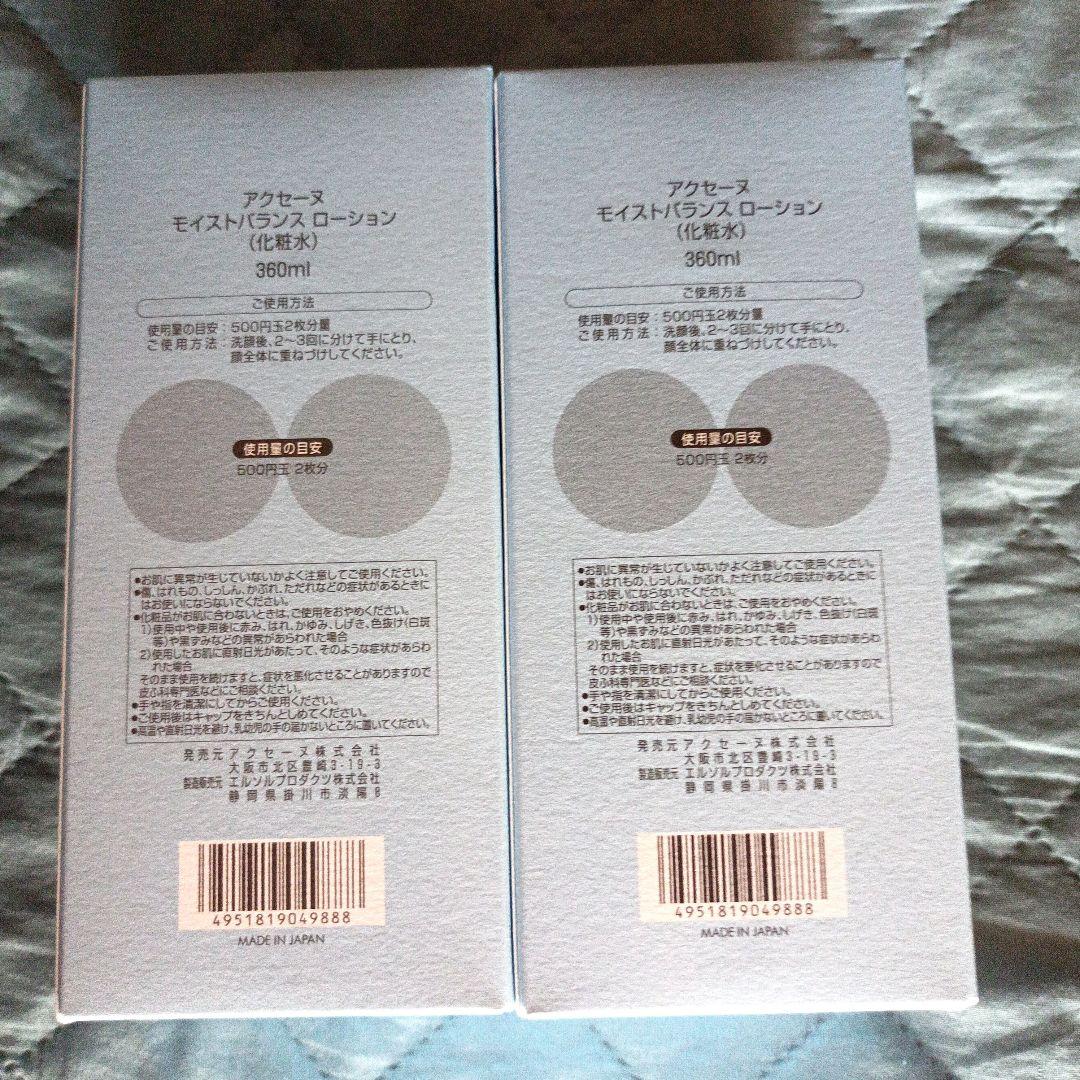 アクセーヌ
モイストバランス ローション
(化粧水)
360ml
ご使用方法
使用量の目安：500円玉2枚分量
ご使用方法：洗顔後、2～3回に分けて手にとり、
顔全体に重ねづけしてください。
使用量の目安
500円玉 2枚分
●お肌に異常が生じていないかよく注意してご使用ください。
●傷、はれもの、しっしん、かぶれ、ただれなどの症状があるときに
はお使いにならないでください。
●化粧品がお肌に合わないときは、ご使用をおやめください。
1)使用中や使用後に赤み、はれ、かゆみ、しげき、色抜け(白斑
等)や黒ずみなどの異常があらわれた場合
2)使用したお肌に直射日光があたって、そのような症状があらわ
れた場合
そのまま使用を続けますと、症状を悪化させることがありますので
皮ふ科専門医などにご相談ください。
●手や指を清潔にしてからご使用ください。
●ご使用後はキャップをきちんとしめてください。
●高温や直射日光を避け、乳幼児の手の届かないところに置いてください。
発売元 アクセーヌ株式会社
大阪市北区豊崎3-19-3
製造販売元 エルソルプロダクツ株式会社
静岡県掛川市淡陽8
4951819049888
MADE IN JAPAN
アクセーヌ
モイストバランス ローション
(化粧水)
360ml
ご使用方法
使用量の目安：500円玉2枚分量
ご使用方法：洗顔後、2～3回に分けて手にとり、
顔全体に重ねづけしてください。
使用量の目安
500円玉 2枚分
●お肌に異常が生じていないかよく注意してご使用ください。
●傷、はれもの、しっしん、かぶれ、ただれなどの症状があるときに
はお使いにならないでください。
●化粧品がお肌に合わないときは、ご使用をおやめください。
1)使用中や使用後に赤み、はれ、かゆみ、しげき、色抜け(白斑
等)や黒ずみなどの異常があらわれた場合
2)使用したお肌に直射日光があたって、そのような症状があらわ
れた場合
そのまま使用を続けますと、症状を悪化させることがありますので
皮ふ科専門医などにご相談ください。
●手や指を清潔にしてからご使用ください。
●ご使用後はキャップをきちんとしめてください。
●高温や直射日光を避け、乳幼児の手の届かないところに置いてください。
発売元 アクセーヌ株式会社
大阪市北区豊崎3-19-3
製造販売元 エルソルプロダクツ株式会社
静岡県掛川市淡陽8
4951819049888
MADE IN JAPAN